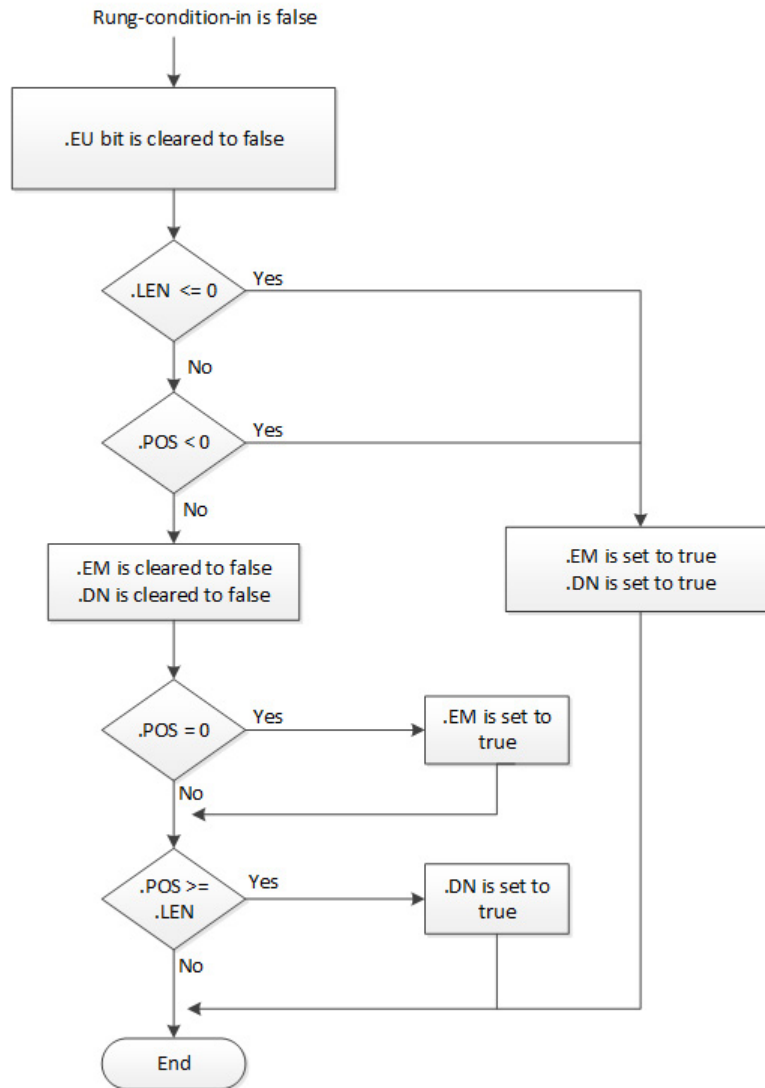 Rung-condition-in is false
.EU bit is cleared to false
.LEN <= 0
Yes
No
.POS < 0
Yes
No
.EM is cleared to false
.DN is cleared to false
.EM is set to true
.DN is set to true
.POS = 0
Yes
.EM is set to
true
No
.POS >=
.LEN
Yes
.DN is set to
true
No
End